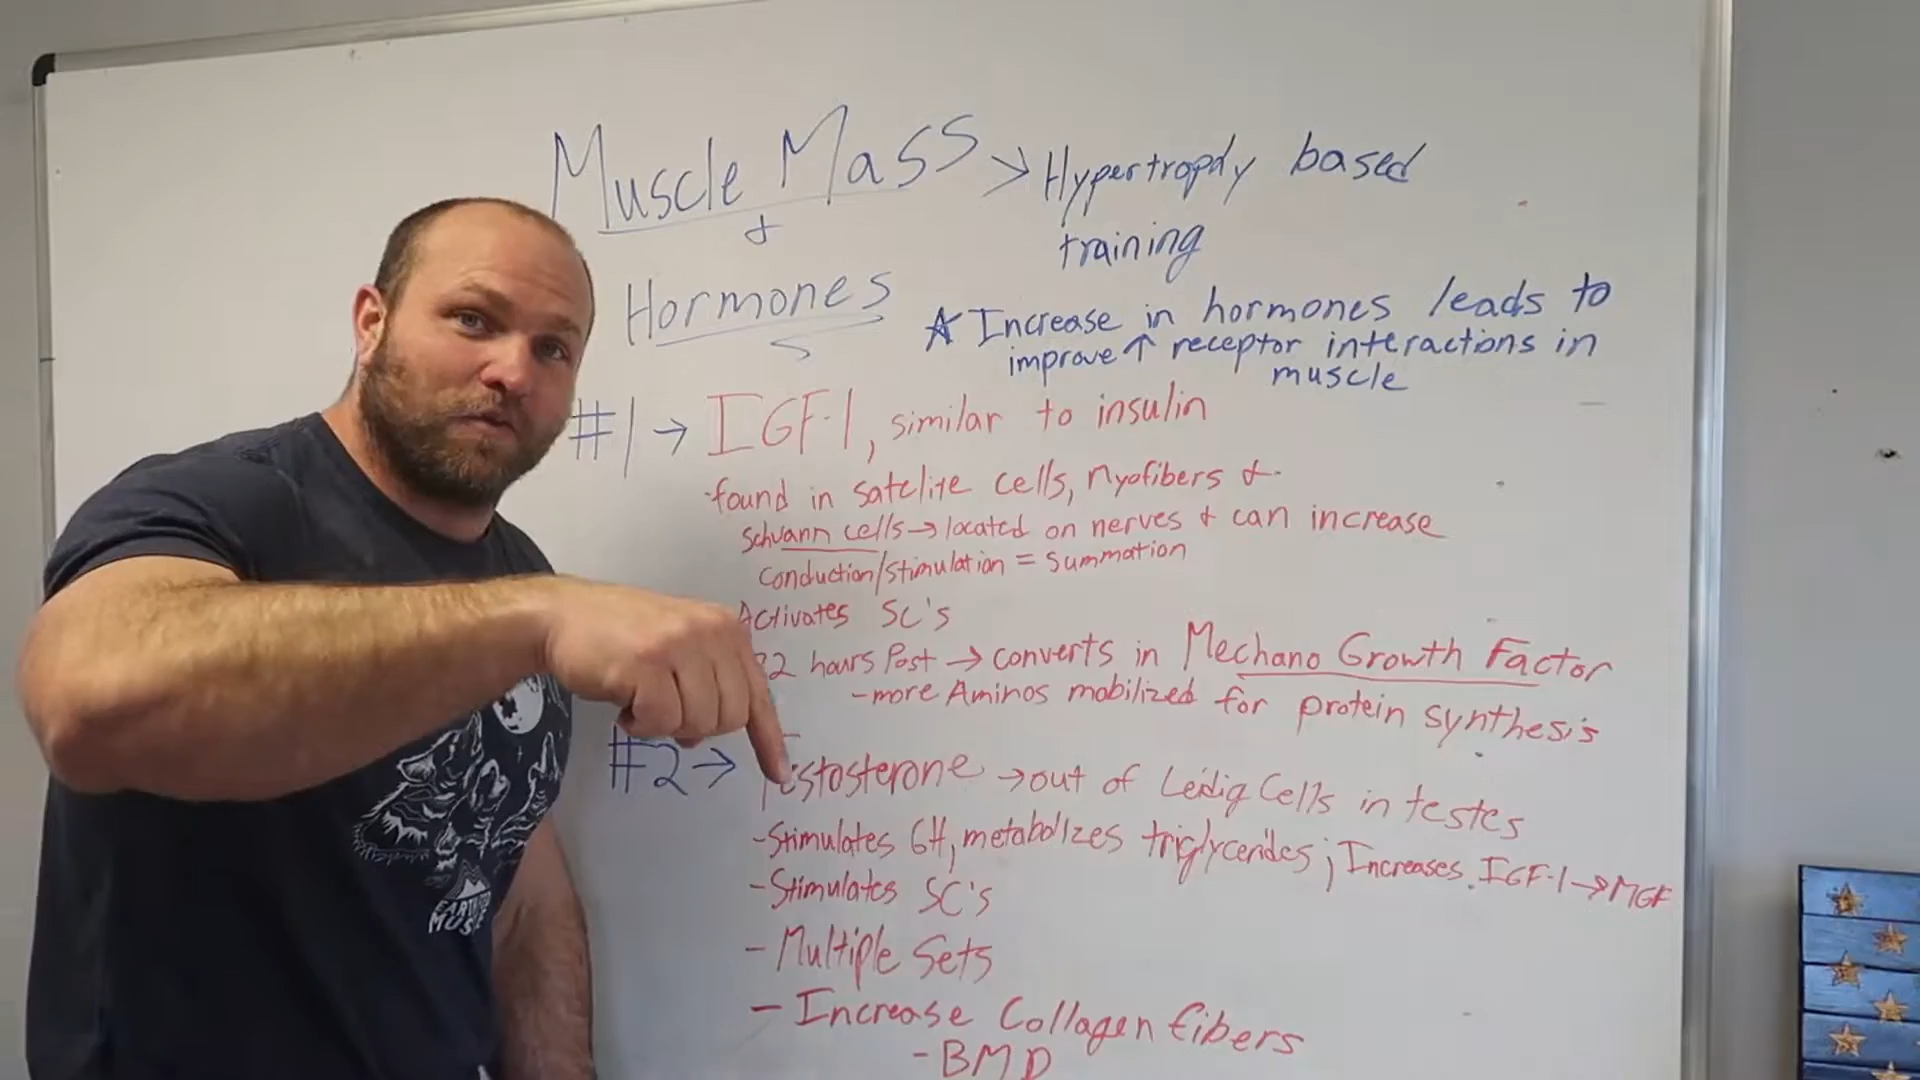 Muscle Mass > Hypertrophy based
training
&
Hormones
☆ Increase in hormones leads to
improve ↑ receptor interactions in
muscle
#1 → IGF-1, similar to insulin
·found in satelite cells, myofibers &
Schwann cells → located on nerves & can increase
Conduction/stimulation = Summation
Activates SC's
hours Post → converts in Mechano Growth Factor
-more Aminos mobilized for protein synthesis
#2 → Testosterone → out of Leidig Cells in testes
-Stimulates GH, metabolizes triglycerides; Increases IGF-1 → MGF
-Stimulates SC's
- Multiple Sets
- Increase Collagen fibers
- BMD
EARTH
MUS